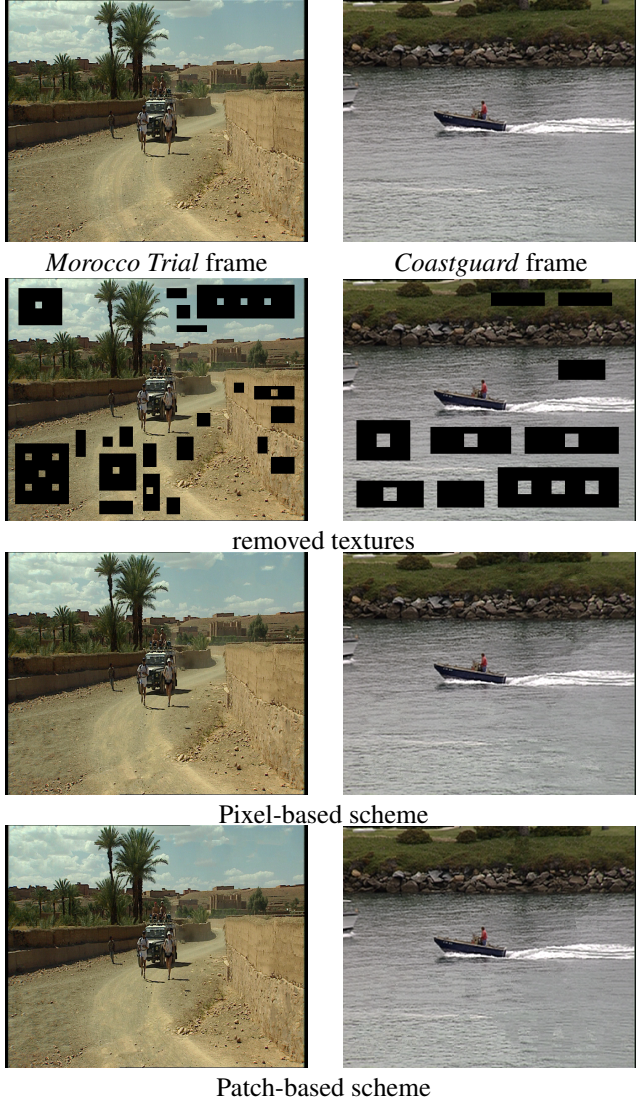 Morocco Trial frame
Coastguard frame
removed textures
Pixel-based scheme
Patch-based scheme